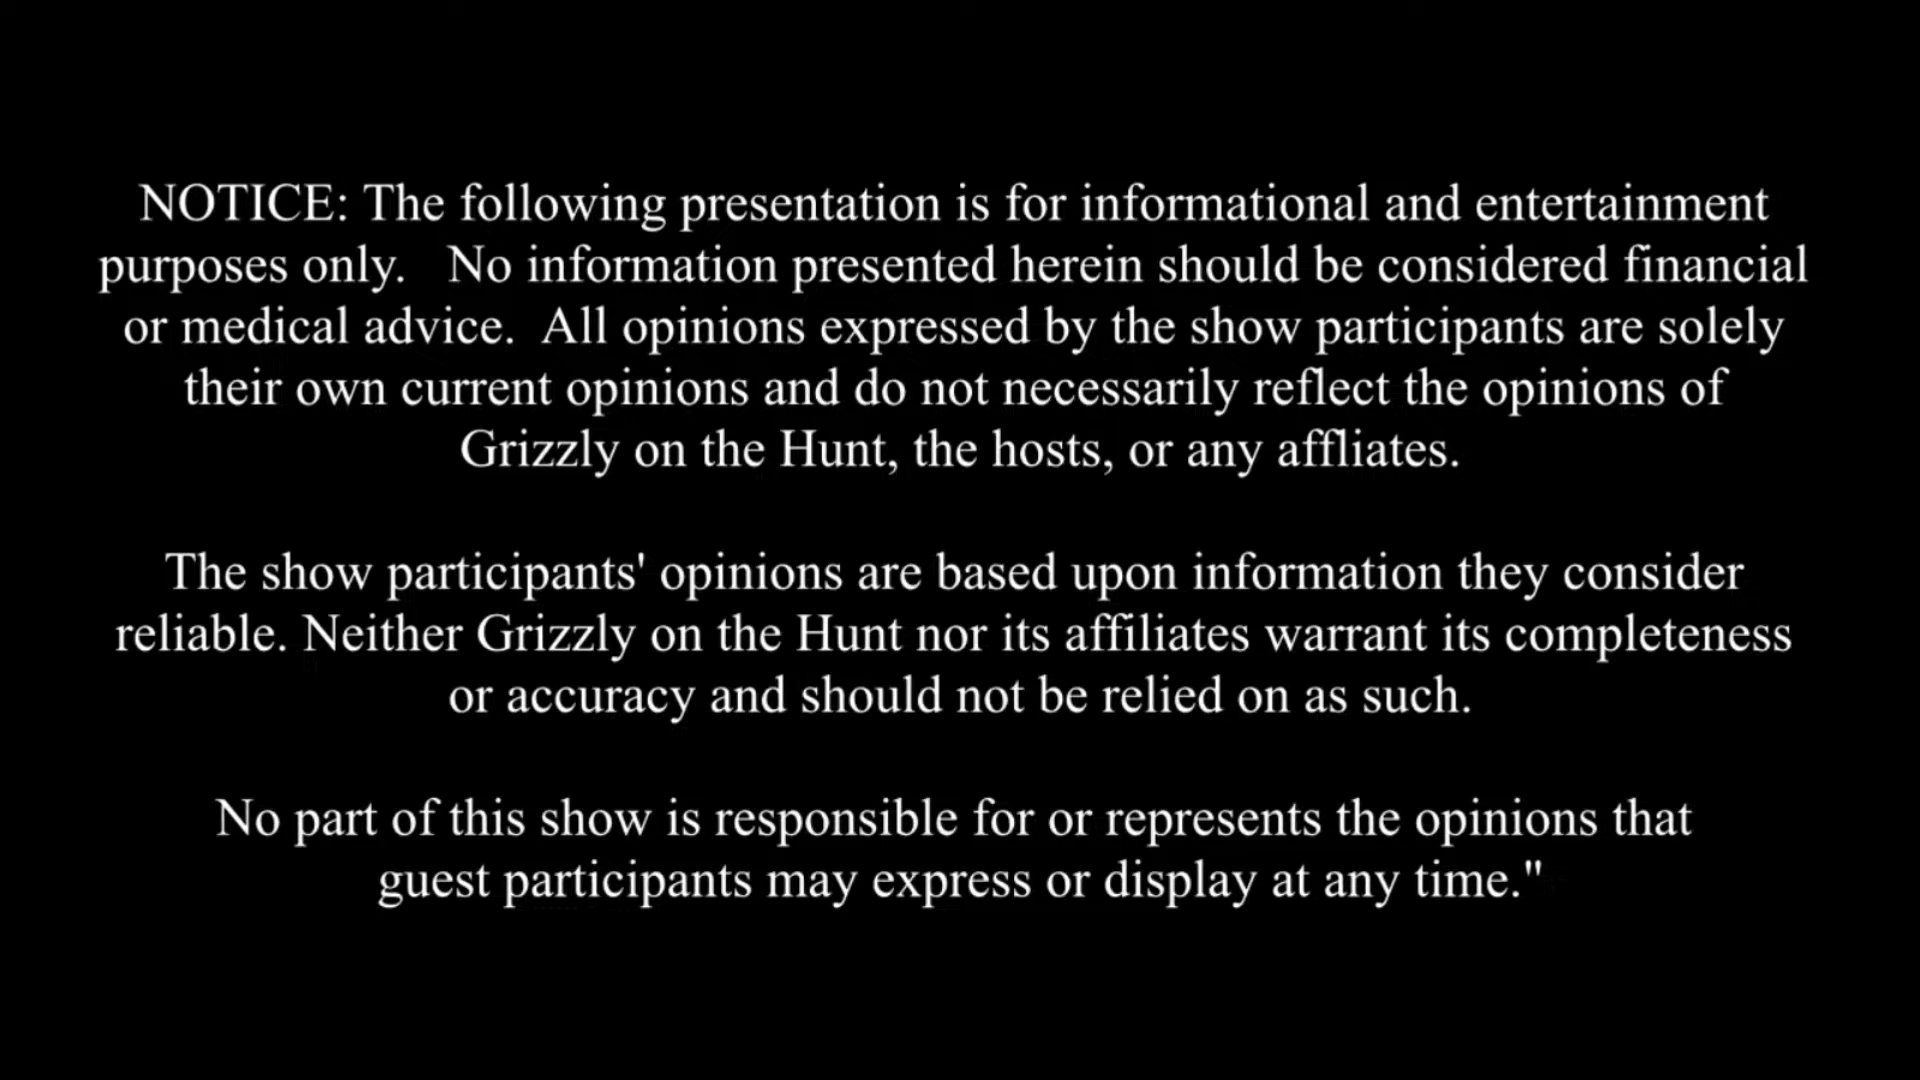 NOTICE: The following presentation is for informational and entertainment
purposes only.   No information presented herein should be considered financial
or medical advice.  All opinions expressed by the show participants are solely
their own current opinions and do not necessarily reflect the opinions of
Grizzly on the Hunt, the hosts, or any affliates.
The show participants' opinions are based upon information they consider
reliable. Neither Grizzly on the Hunt nor its affiliates warrant its completeness
or accuracy and should not be relied on as such.
No part of this show is responsible for or represents the opinions that
guest participants may express or display at any time."